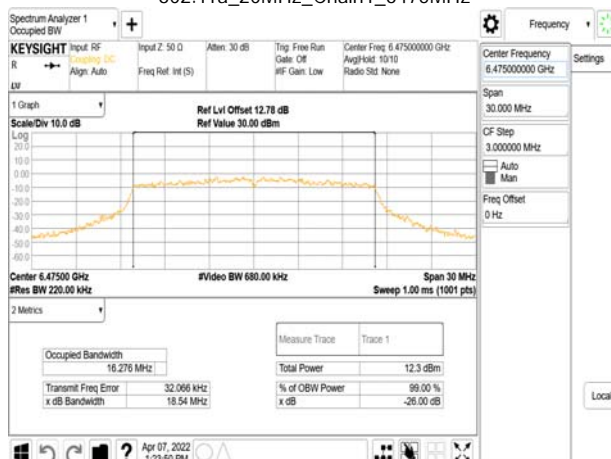 Spectrum Analyzer 1
Occupied BW
+
Frequency
KEYSIGHT Input: RF
R
Coupling: DC
Align: Auto
Input Z: 50 Ω
Freq Ref: Int (S)
Atten: 30 dB
Trig: Free Run
Gate: Off
#IF Gain: Low
Center Freq: 6.475000000 GHz
Avg|Hold: 10/10
Radio Std: None
LVI
1 Graph
Scale/Div 10.0 dB
Ref Lvl Offset 12.78 dB
Ref Value 30.00 dBm
Log
20.0
10.0
0.00
-10.0
-20.0
-30.0
-40.0
-50.0
-60.0
Center 6.47500 GHz
#Res BW 220.00 kHz
#Video BW 680.00 kHz
Span 30 MHz
Sweep 1.00 ms (1001 pts)
2 Metrics
Measure Trace Trace 1
Occupied Bandwidth
16.276 MHz
Total Power 12.3 dBm
Transmit Freq Error 32.066 kHz
% of OBW Power 99.00 %
x dB Bandwidth 18.54 MHz
x dB -26.00 dB
Center Frequency
6.475000000 GHz
Settings
Span
30.000 MHz
CF Step
3.000000 MHz
Auto
Man
Freq Offset
0 Hz
Local
?
Apr 07, 2022
1:23:50 PM